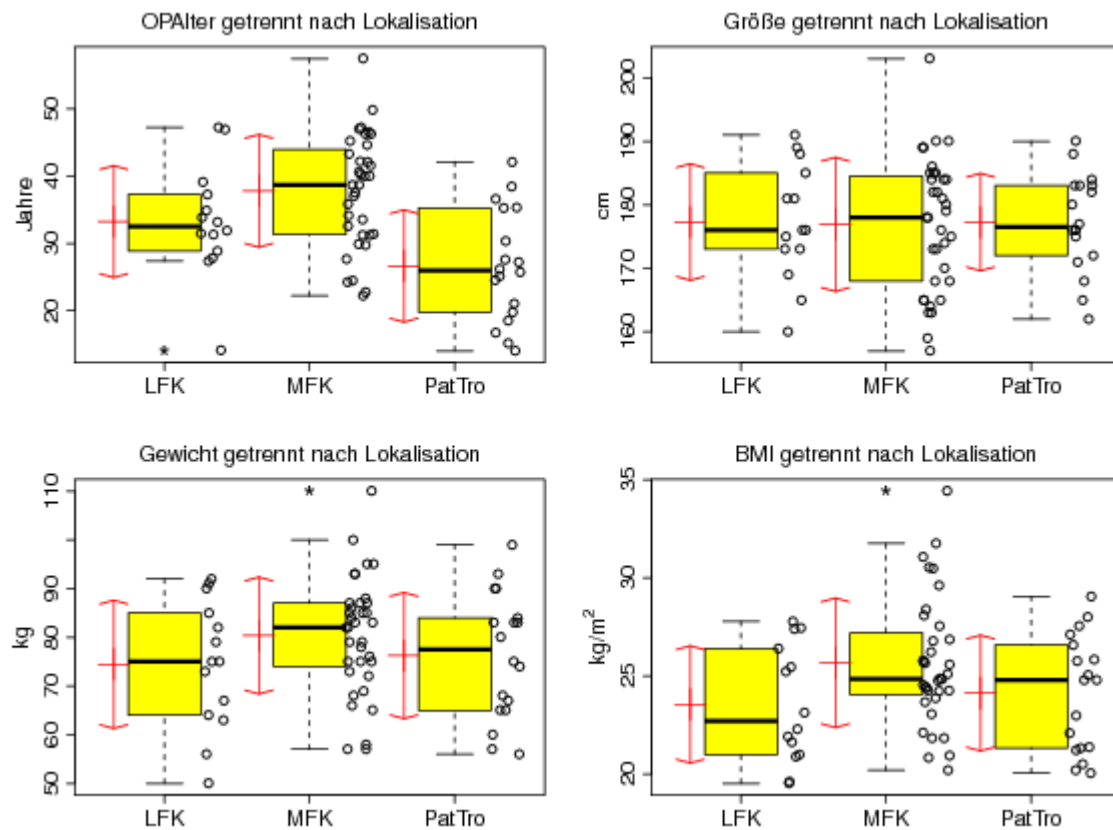 OPAlter getrennt nach Lokalisation
Jahre
50
40
30
20
*
LFK MFK PatTro
Größe getrennt nach Lokalisation
cm
200
190
180
170
160
LFK MFK PatTro
Gewicht getrennt nach Lokalisation
kg
110
90
80
70
60
50
*
LFK MFK PatTro
BMI getrennt nach Lokalisation
kg/m²
35
30
25
20
*
LFK MFK PatTro